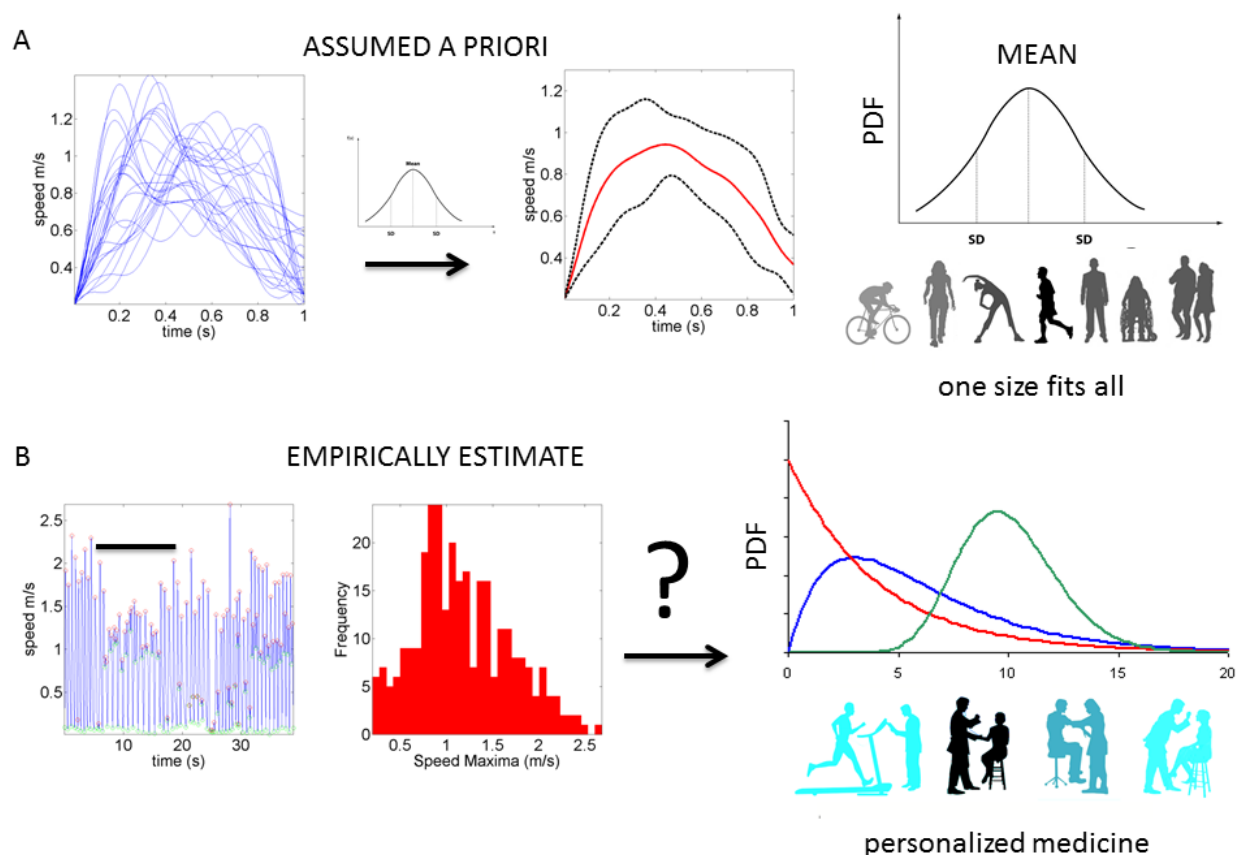 A
ASSUMED A PRIORI
speed m/s
1.2
1
0.8
0.6
0.4
0.2 0.4 0.6 0.8 1
time (s)
Mean
SD SD
speed m/s
1.2
1
0.8
0.6
0.4
0.2 0.4 0.6 0.8 1
time (s)
MEAN
PDF
SD SD
one size fits all
B
EMPIRICALLY ESTIMATE
speed m/s
2.5
2
1.5
1
0.5
10 20 30
time (s)
Frequency
20
10
0
0.5 1 1.5 2 2.5
Speed Maxima (m/s)
?
PDF
0 5 10 15 20
personalized medicine